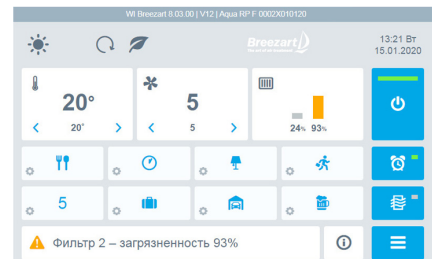 WI Breezart 8.03.00 | V12 | Aqua RP F 0002X010120
Breezart
13:21 Вт
15.01.2020
20°
5
20°
5
24% 93%
5
Фильтр 2 – загрязненность 93%